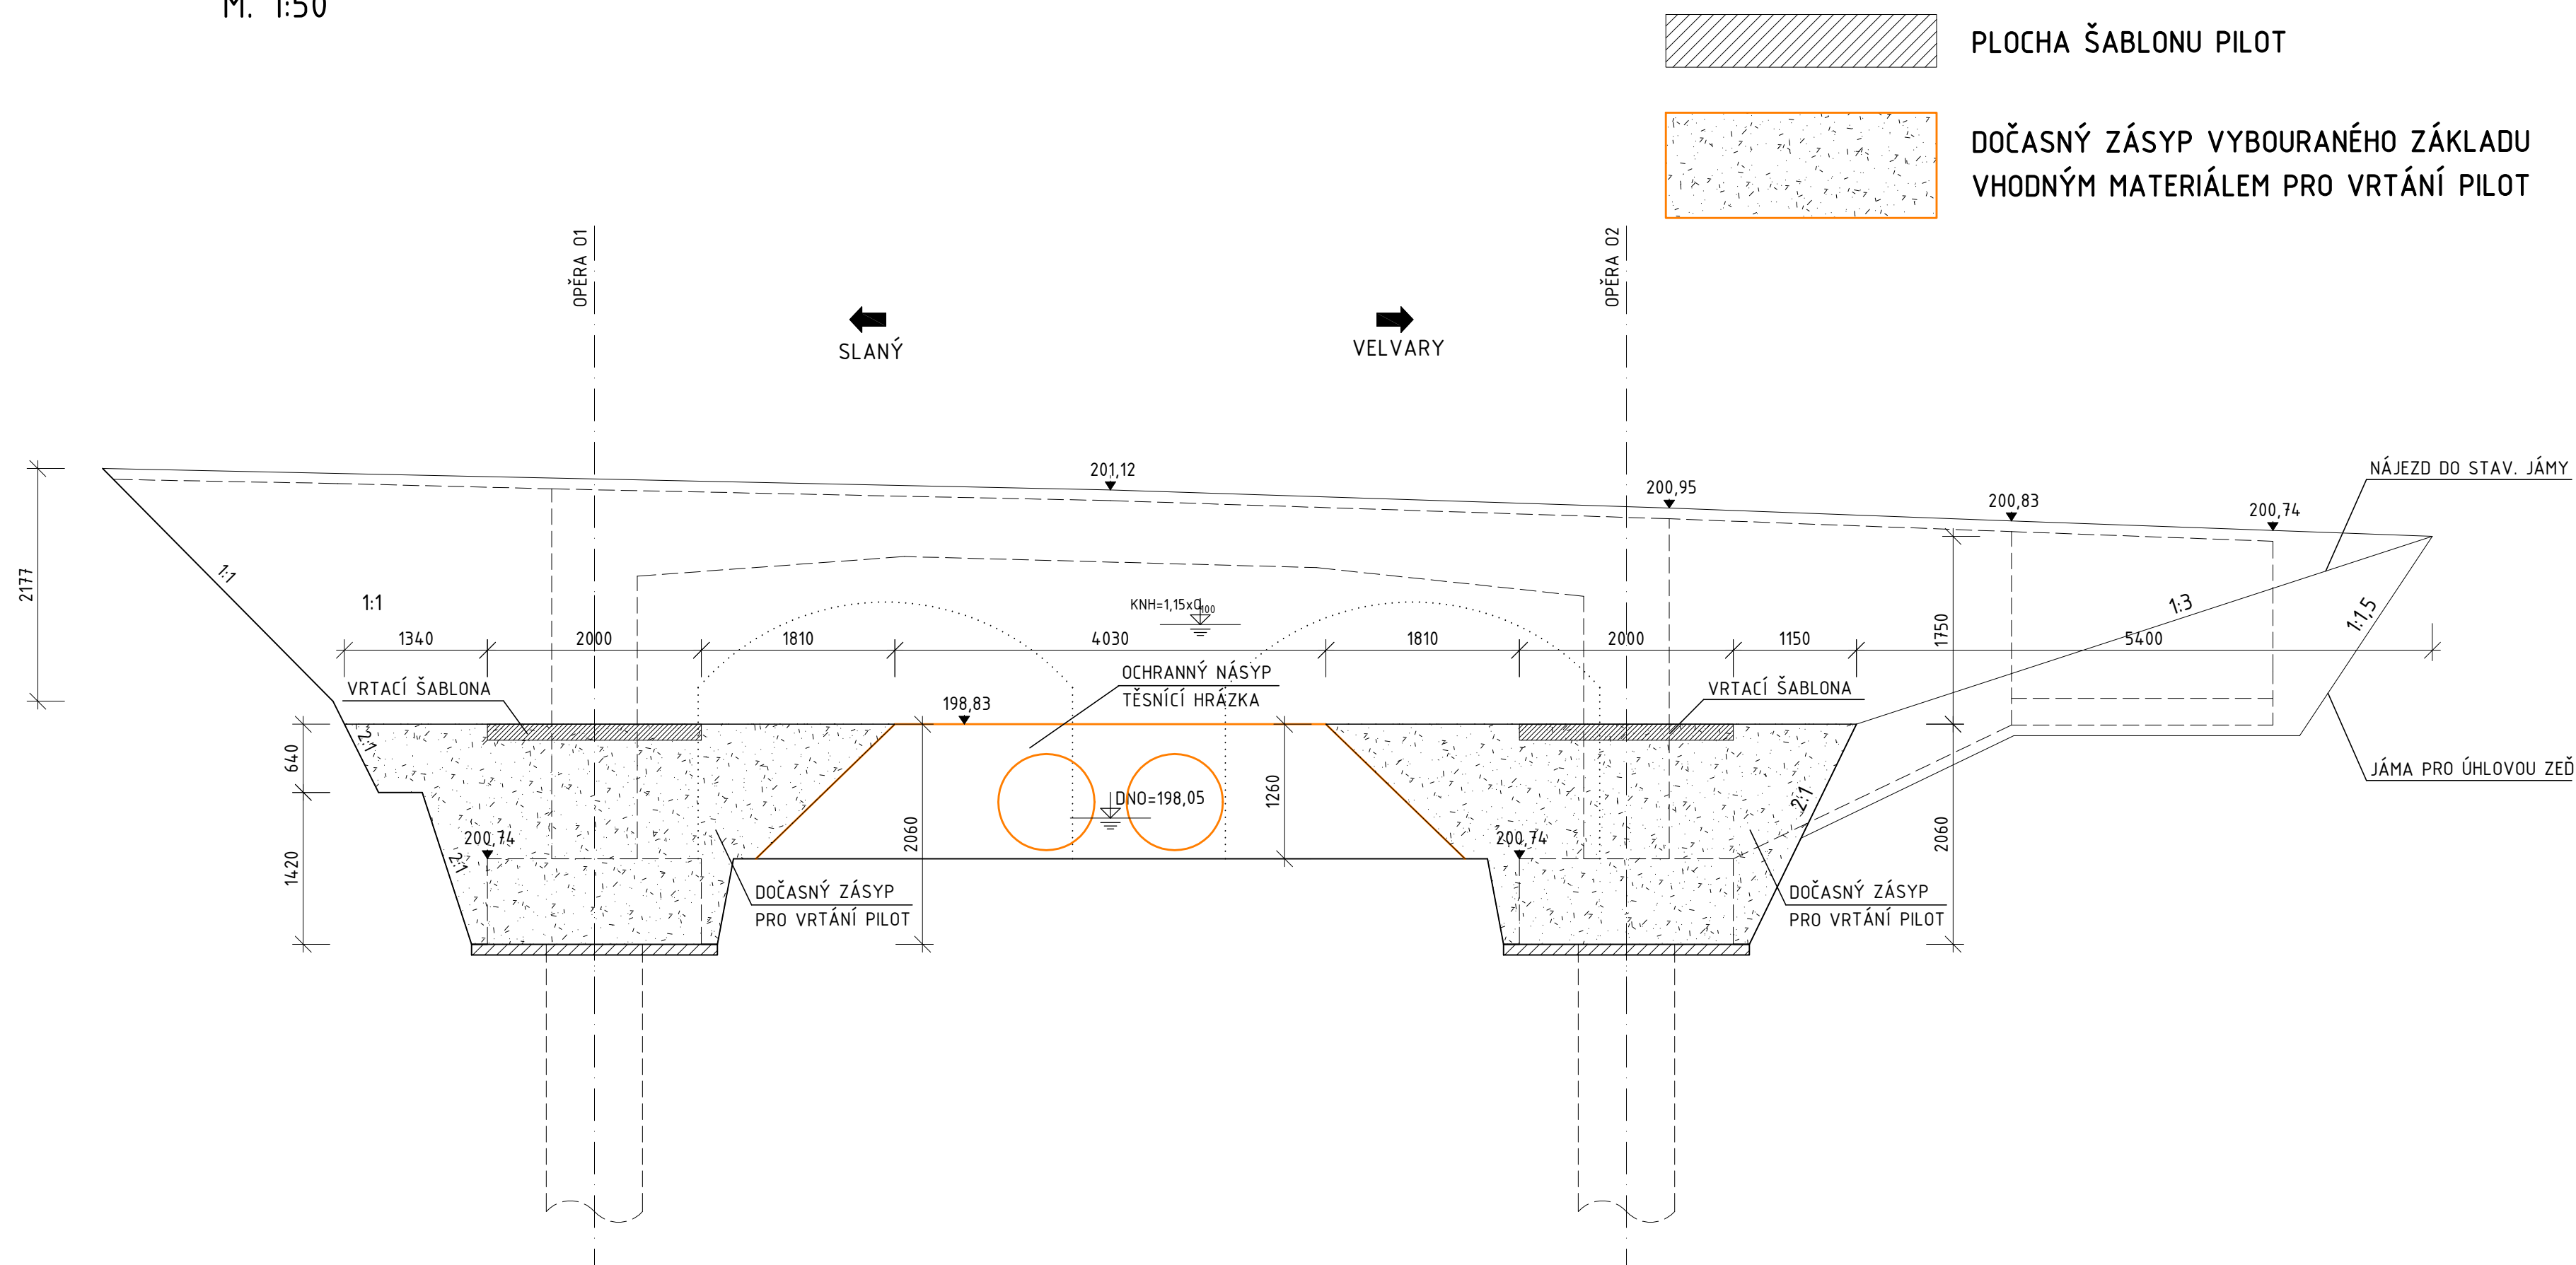 M. 1:50
PLOCHA ŠABLONU PILOT
DOČASNÝ ZÁSYP VYBOURANÉHO ZÁKLADU
VHODNÝM MATERIÁLEM PRO VRTÁNÍ PILOT
OPĚRA O1
OPĚRA O2
SLANÝ
VELVARY
201,12
200,95
200,83
200,74
NÁJEZD DO STAV. JÁMY
2177
1:1
1:1
KNH=1,15xQ100
1:3
1:1,5
1750
1340
2000
1810
4030
1810
2000
1150
5400
VRTACÍ ŠABLONA
OCHRANNÝ NÁSYP
TĚSNÍCÍ HRÁZKA
VRTACÍ ŠABLONA
198,83
2:1
640
1260
DNO=198,05
2:1
JÁMA PRO ÚHLOVOU ZEĎ
200,74
2060
200,74
2060
1420
2:1
DOČASNÝ ZÁSYP
PRO VRTÁNÍ PILOT
DOČASNÝ ZÁSYP
PRO VRTÁNÍ PILOT